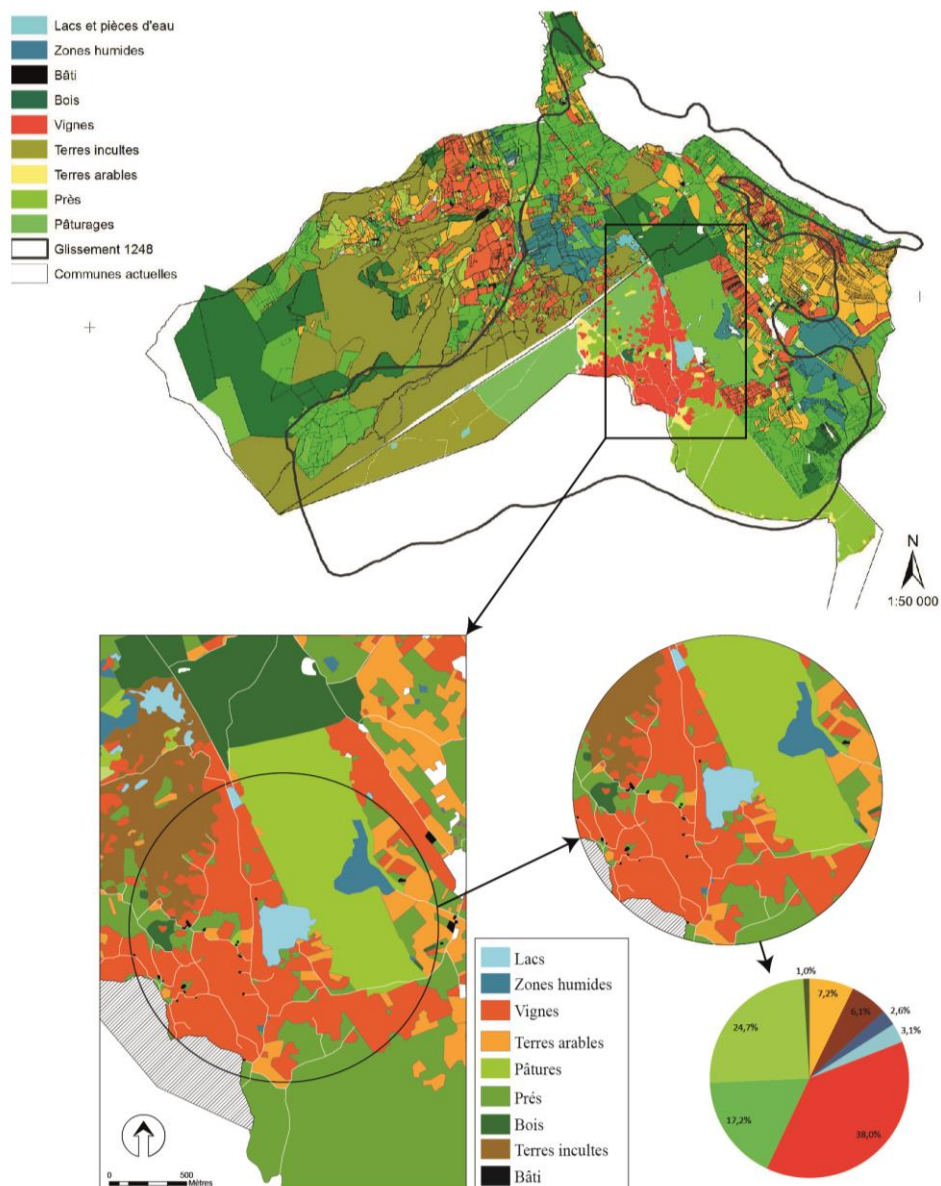 Lacs et pièces d'eau
Zones humides
Bâti
Bois
Vignes
Terres incultes
Terres arables
Près
Pâturages
Glissement 1248
Communes actuelles
N
1:50 000
Lacs
Zones humides
Vignes
Terres arables
Pâtures
Prés
Bois
Terres incultes
Bâti
0 500
Mètres
1,0%
7,2%
6,1%
2,6%
3,1%
24,7%
17,2%
38,0%